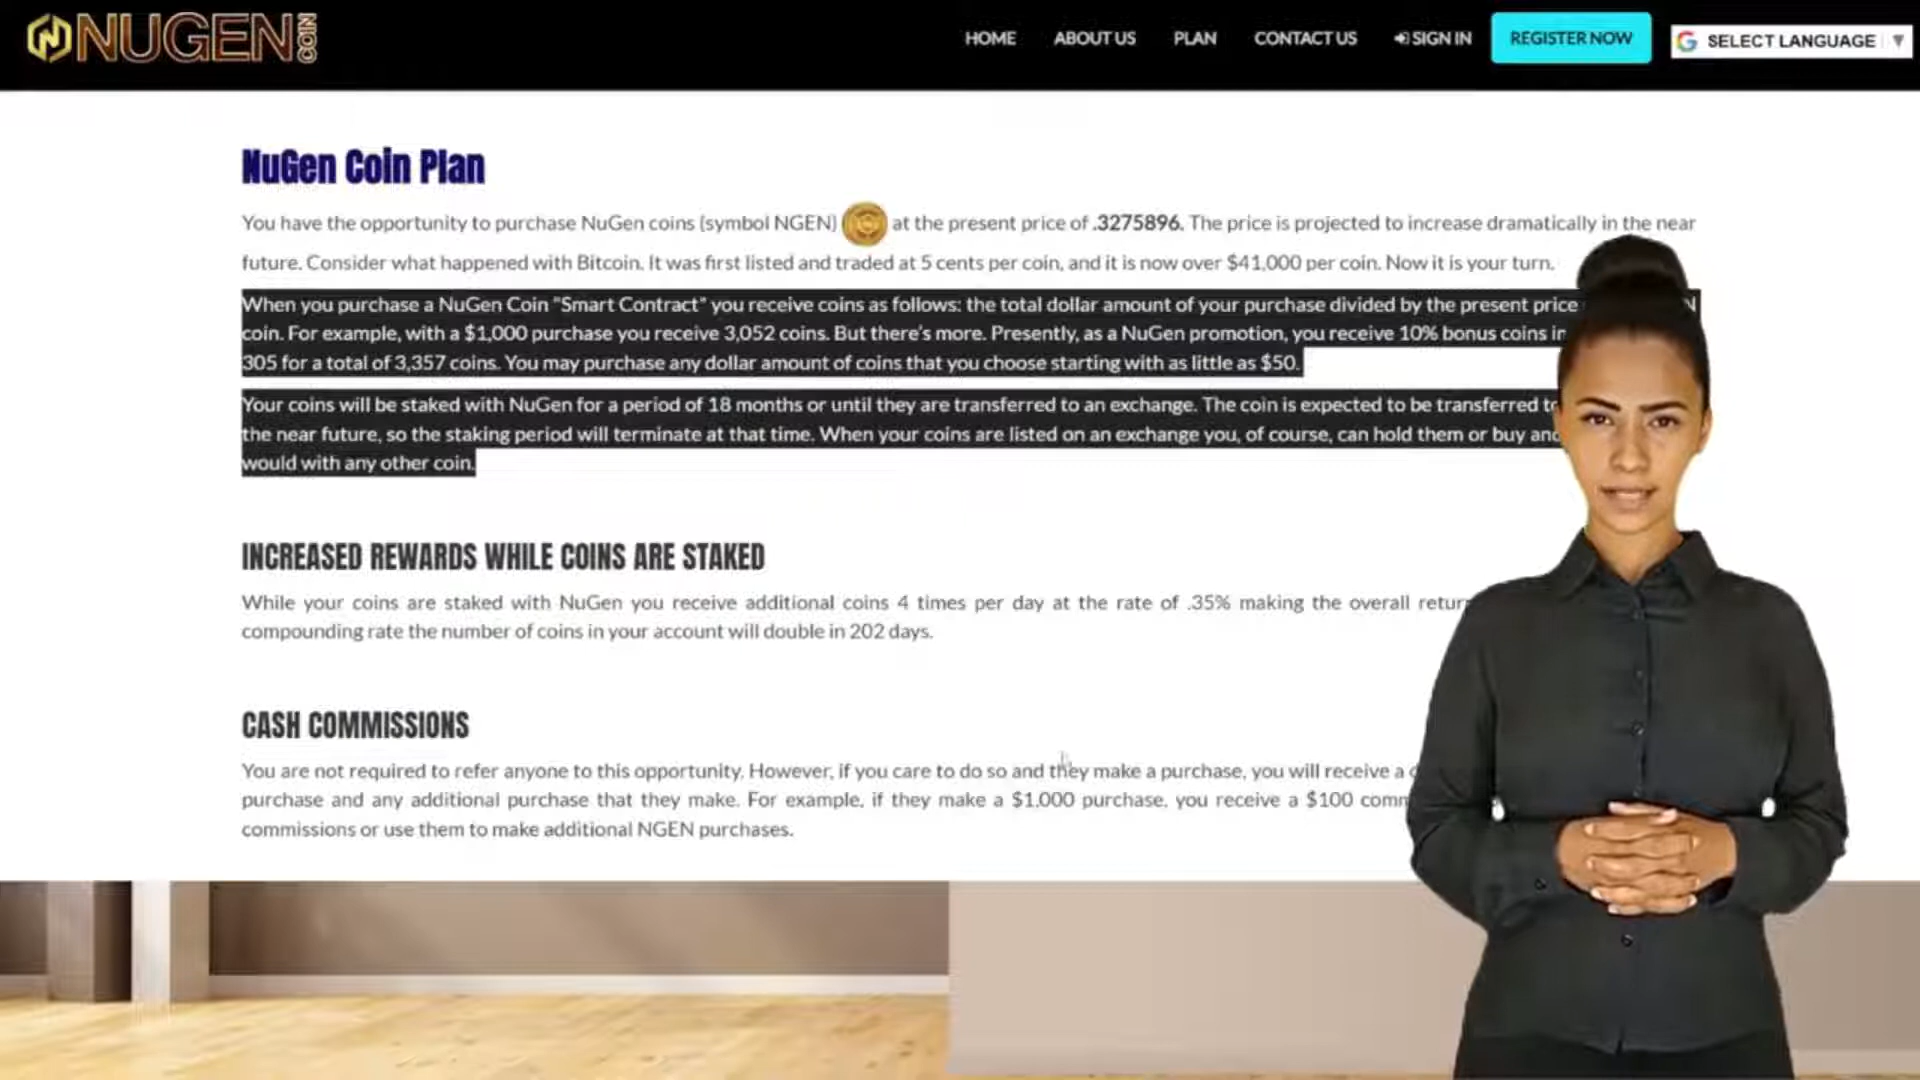 NUGEN COIN
HOME ABOUT US PLAN CONTACT US SIGN IN REGISTER NOW SELECT LANGUAGE ▼
NuGen Coin Plan
You have the opportunity to purchase NuGen coins (symbol NGEN) at the present price of .3275896. The price is projected to increase dramatically in the near
future. Consider what happened with Bitcoin. It was first listed and traded at 5 cents per coin, and it is now over $41,000 per coin. Now it is your turn.
When you purchase a NuGen Coin "Smart Contract" you receive coins as follows: the total dollar amount of your purchase divided by the present price
coin. For example, with a $1,000 purchase you receive 3,052 coins. But there's more. Presently, as a NuGen promotion, you receive 10% bonus coins in
305 for a total of 3,357 coins. You may purchase any dollar amount of coins that you choose starting with as little as $50.
Your coins will be staked with NuGen for a period of 18 months or until they are transferred to an exchange. The coin is expected to be transferred
the near future, so the staking period will terminate at that time. When your coins are listed on an exchange you, of course, can hold them or buy and
would with any other coin.
INCREASED REWARDS WHILE COINS ARE STAKED
While your coins are staked with NuGen you receive additional coins 4 times per day at the rate of .35% making the overall
compounding rate the number of coins in your account will double in 202 days.
CASH COMMISSIONS
You are not required to refer anyone to this opportunity. However, if you care to do so and they make a purchase, you will receive a
purchase and any additional purchase that they make. For example, if they make a $1,000 purchase, you receive a $100
commissions or use them to make additional NGEN purchases.